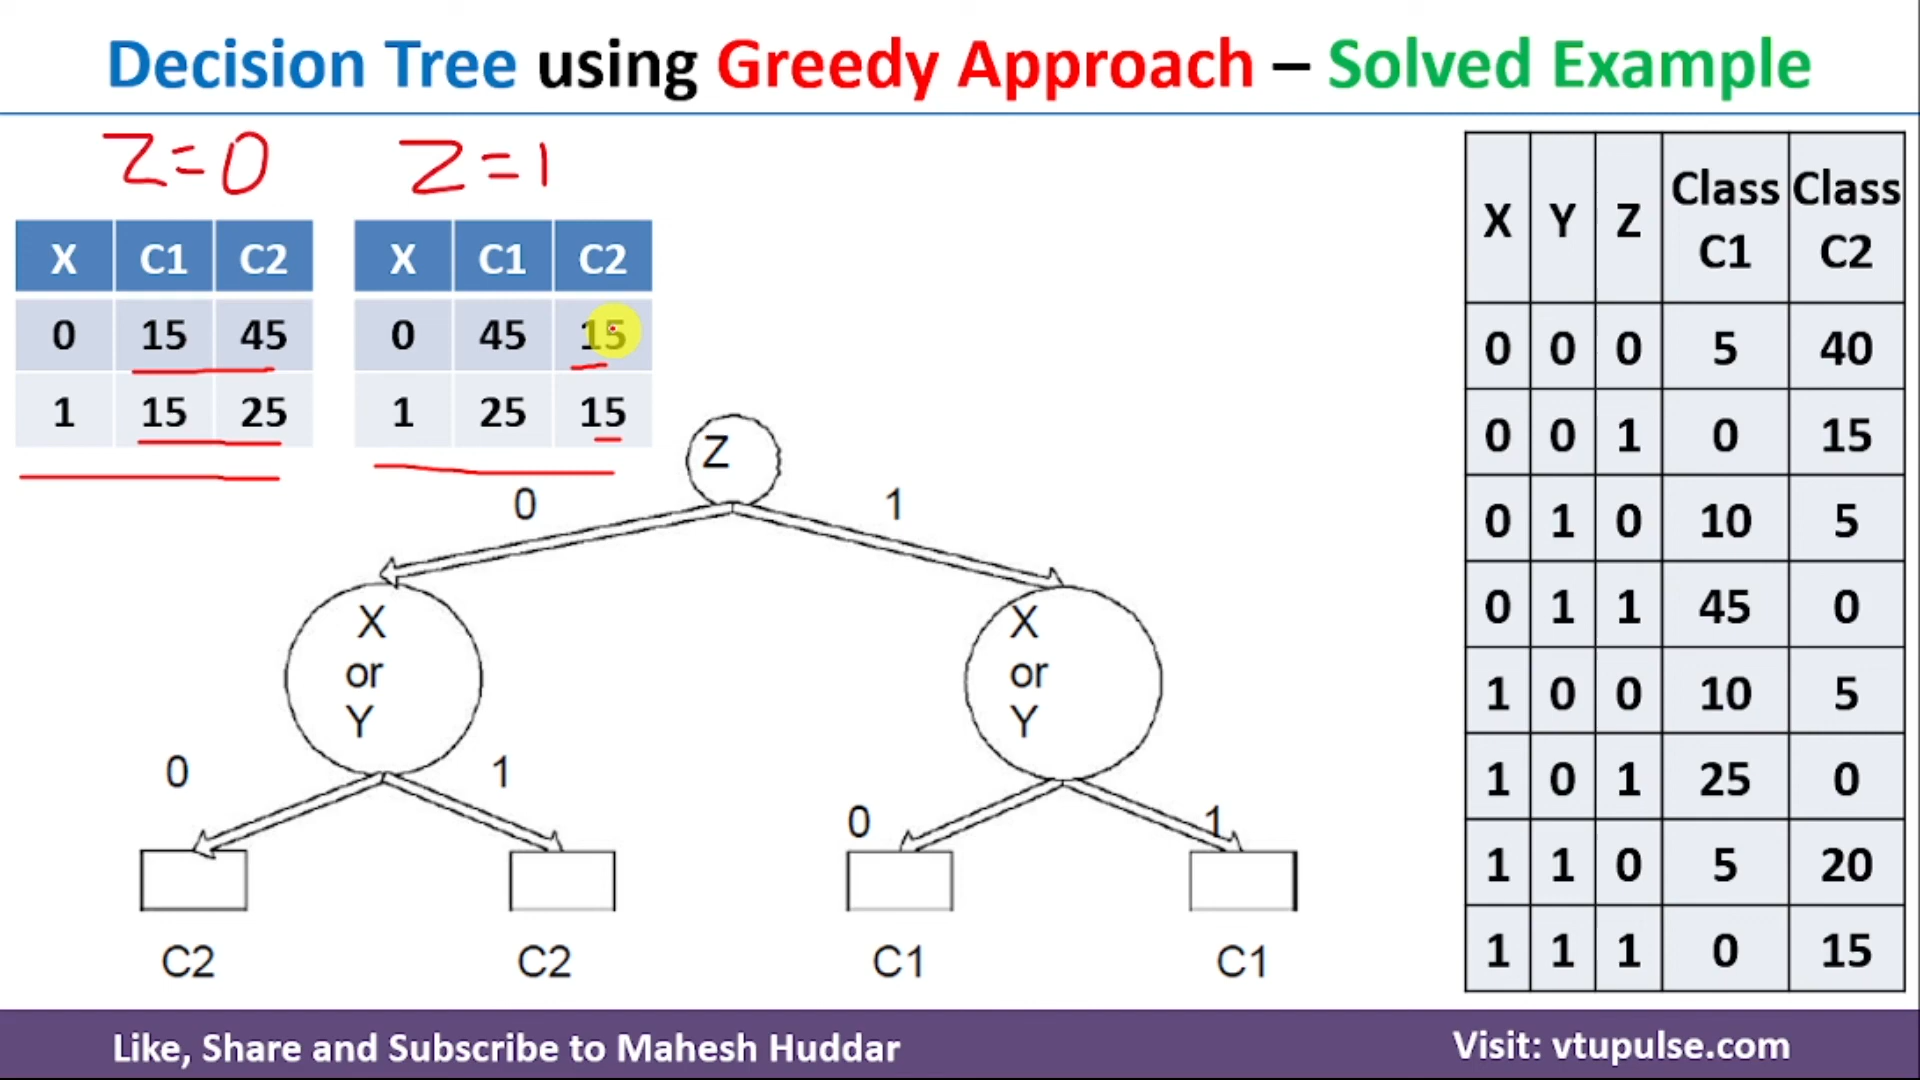 Decision Tree using Greedy Approach – Solved Example
Z=0
Z=1
X C1 C2
0 15 45
1 15 25
X C1 C2
0 45 15
1 25 15
Z
0 1
X
or
Y
X
or
Y
0 1
0 1
C2 C2 C1 C1
X Y Z Class C1 Class C2
0 0 0 5 40
0 0 1 0 15
0 1 0 10 5
0 1 1 45 0
1 0 0 10 5
1 0 1 25 0
1 1 0 5 20
1 1 1 0 15
Like, Share and Subscribe to Mahesh Huddar
Visit: vtupulse.com